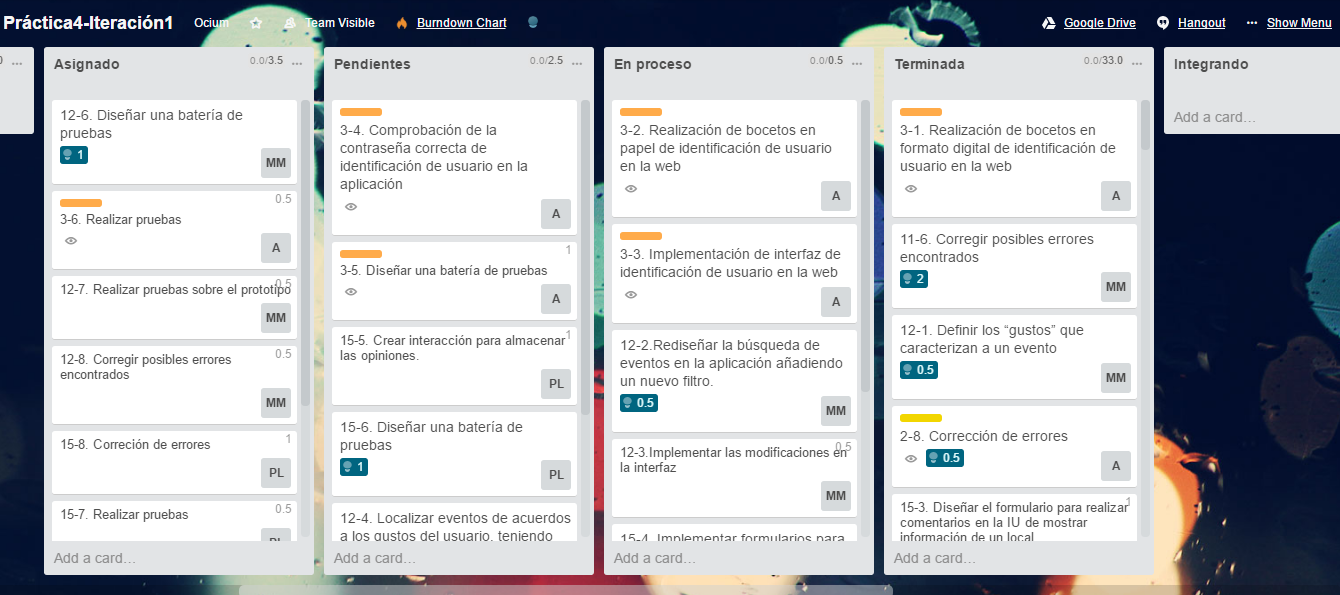 Práctica4-Iteración1 Ocium Team Visible Burndown Chart Google Drive Hangout ··· Show Menu
0 ···
Asignado 0.0/3.5 ···
12-6. Diseñar una batería de
pruebas
1
MM
0.5
3-6. Realizar pruebas
A
0.5
12-7. Realizar pruebas sobre el prototipo
MM
0.5
12-8. Corregir posibles errores
encontrados
MM
1
15-8. Correción de errores
PL
0.5
15-7. Realizar pruebas
PL
Add a card…
Pendientes 0.0/2.5 ···
3-4. Comprobación de la
contraseña correcta de
identificación de usuario en la
aplicación
A
1
3-5. Diseñar una batería de pruebas
A
1
15-5. Crear interacción para almacenar
las opiniones.
PL
15-6. Diseñar una batería de
pruebas
1
PL
12-4. Localizar eventos de acuerdos
a los gustos del usuario, teniendo
Add a card…
En proceso 0.0/0.5 ···
3-2. Realización de bocetos en
papel de identificación de usuario
en la web
A
3-3. Implementación de interfaz de
identificación de usuario en la web
A
12-2.Rediseñar la búsqueda de
eventos en la aplicación añadiendo
un nuevo filtro.
0.5
MM
0.5
12-3.Implementar las modificaciones en
la interfaz
MM
15-4. Implementar formularios para
Add a card…
Terminada 0.0/33.0 ···
3-1. Realización de bocetos en
formato digital de identificación de
usuario en la web
A
11-6. Corregir posibles errores
encontrados
2
MM
12-1. Definir los “gustos” que
caracterizan a un evento
0.5
MM
2-8. Corrección de errores
0.5
A
1
15-3. Diseñar el formulario para realizar
comentarios en la IU de mostrar
información de un local
Add a card…
Integrando
Add a card…